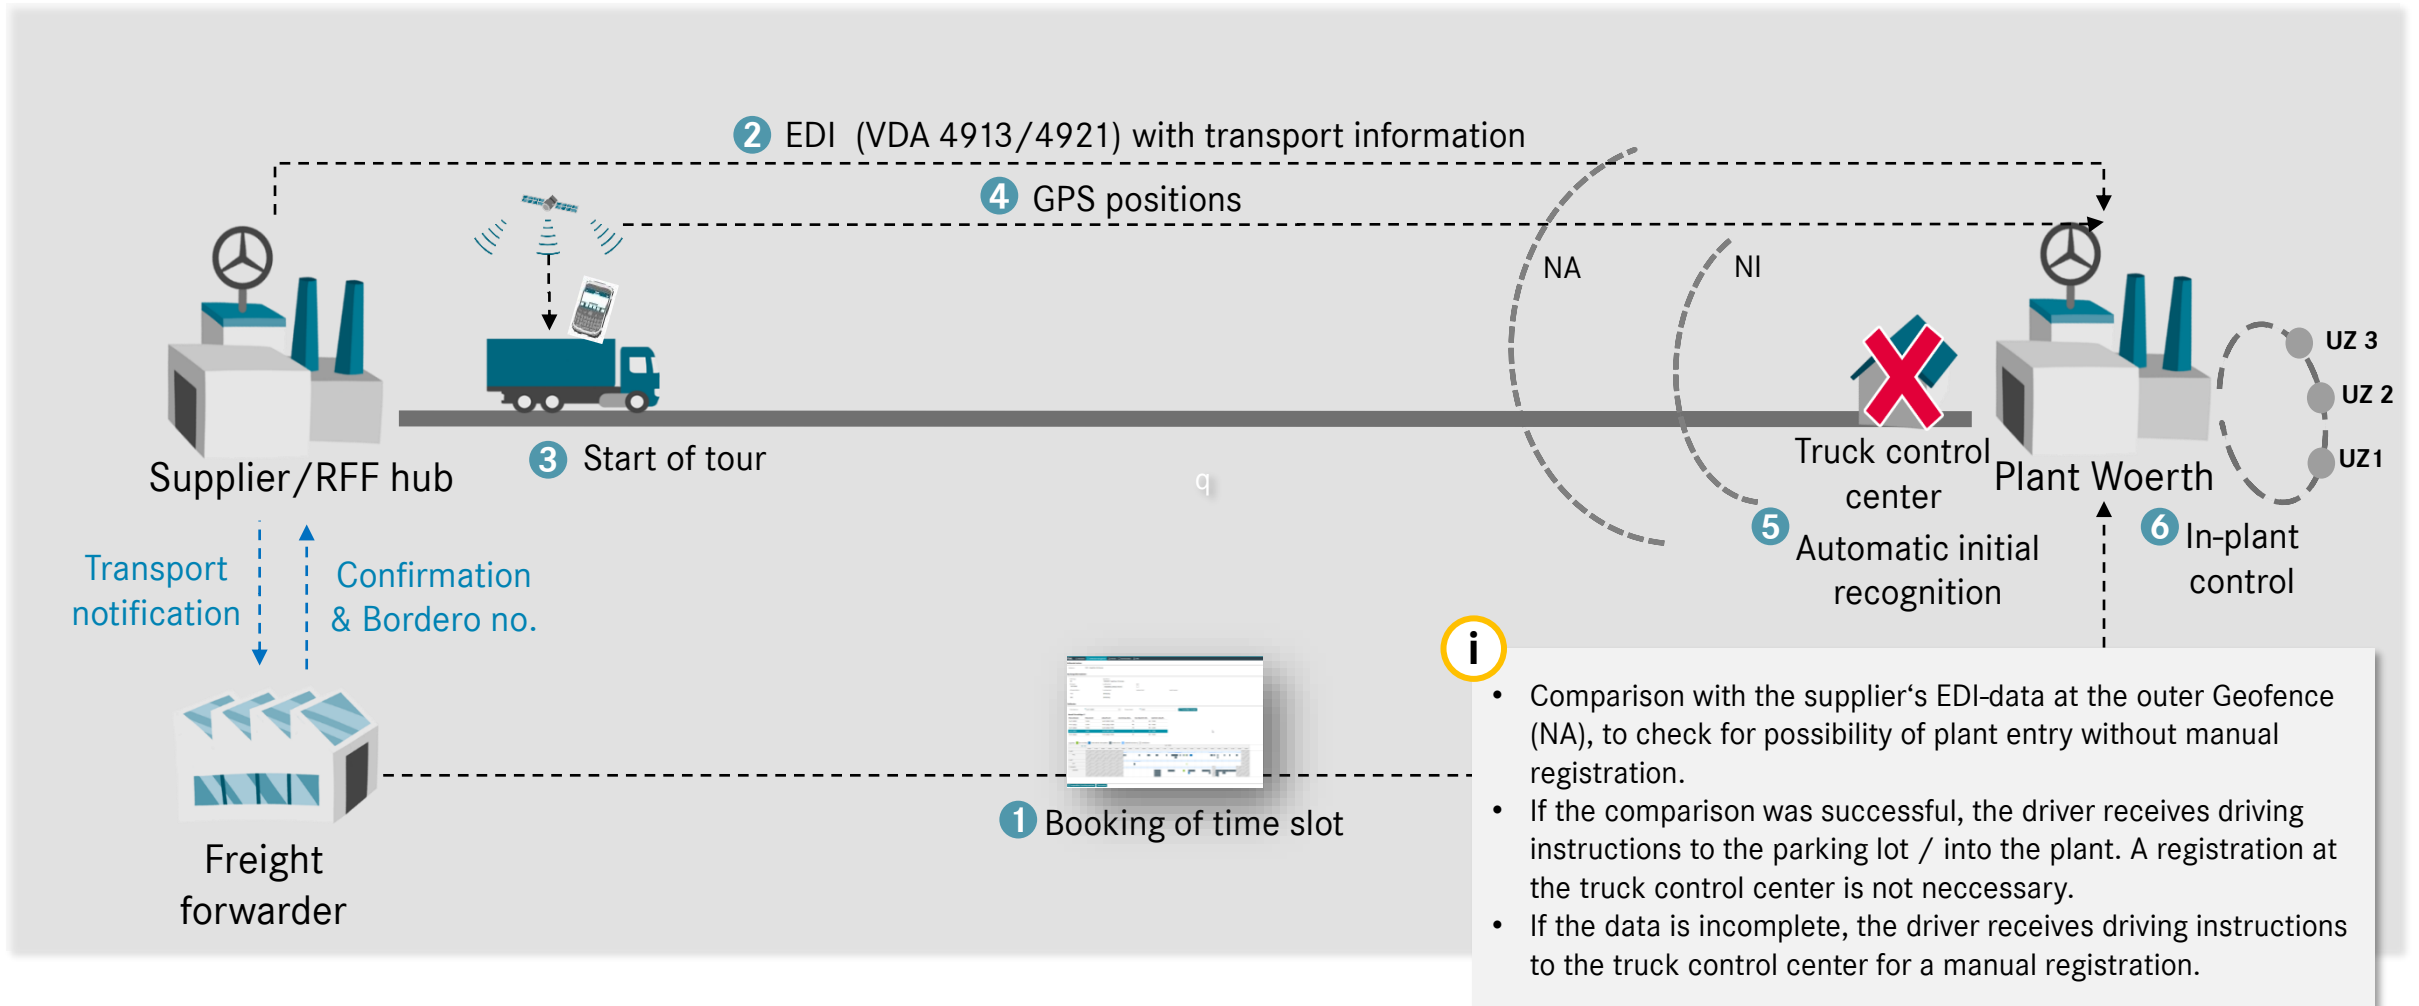 2 EDI (VDA 4913/4921) with transport information
4 GPS positions
NA
NI
UZ 3
UZ 2
UZ1
3 Start of tour
Supplier/RFF hub
q
Truck control
center
Plant Woerth
5 Automatic initial
recognition
6 In-plant
control
Transport
notification
Confirmation
& Bordero no.
i
• Comparison with the supplier‘s EDI-data at the outer Geofence
(NA), to check for possibility of plant entry without manual
registration.
• If the comparison was successful, the driver receives driving
instructions to the parking lot / into the plant. A registration at
the truck control center is not neccessary.
• If the data is incomplete, the driver receives driving instructions
to the truck control center for a manual registration.
1 Booking of time slot
Freight
forwarder